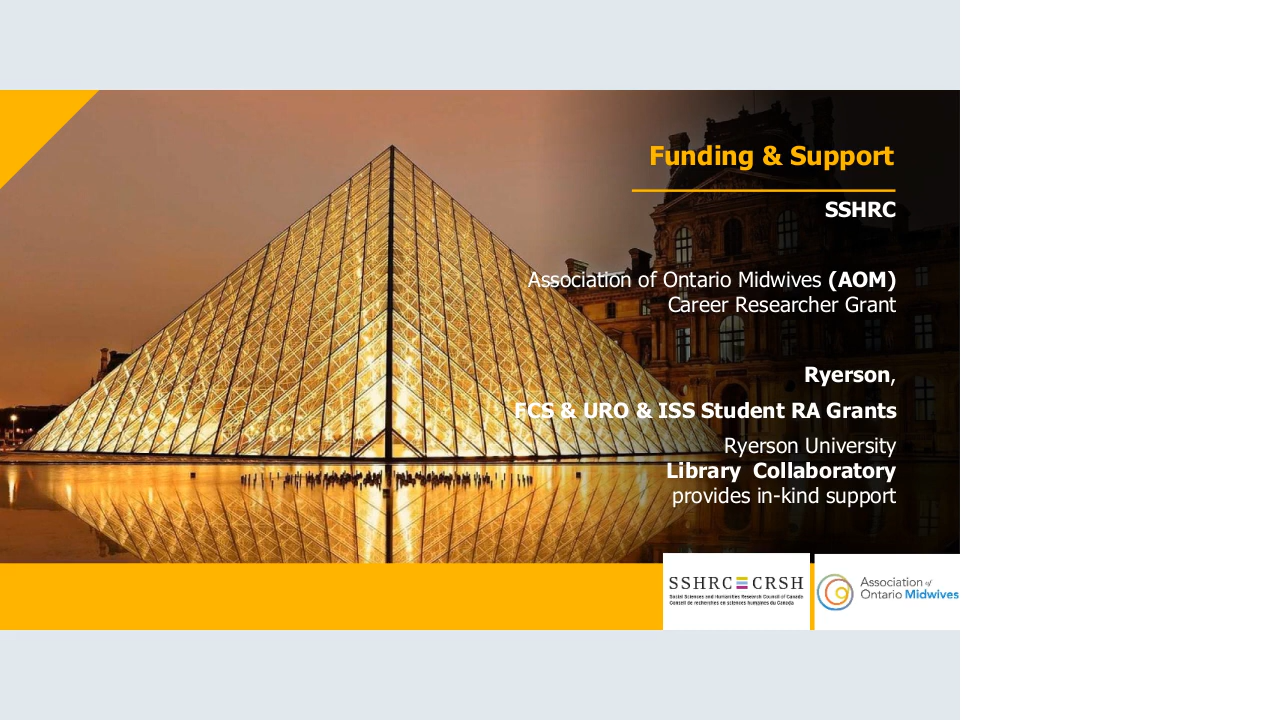 Funding & Support
SSHRC
Association of Ontario Midwives (AOM)
Career Researcher Grant
Ryerson,
FCS & URO & ISS Student RA Grants
Ryerson University
Library Collaboratory
provides in-kind support
SSHRC CRSH
Social Sciences and Humanities Research Council of Canada
Conseil de recherches en sciences humaines du Canada
Association of
Ontario Midwives